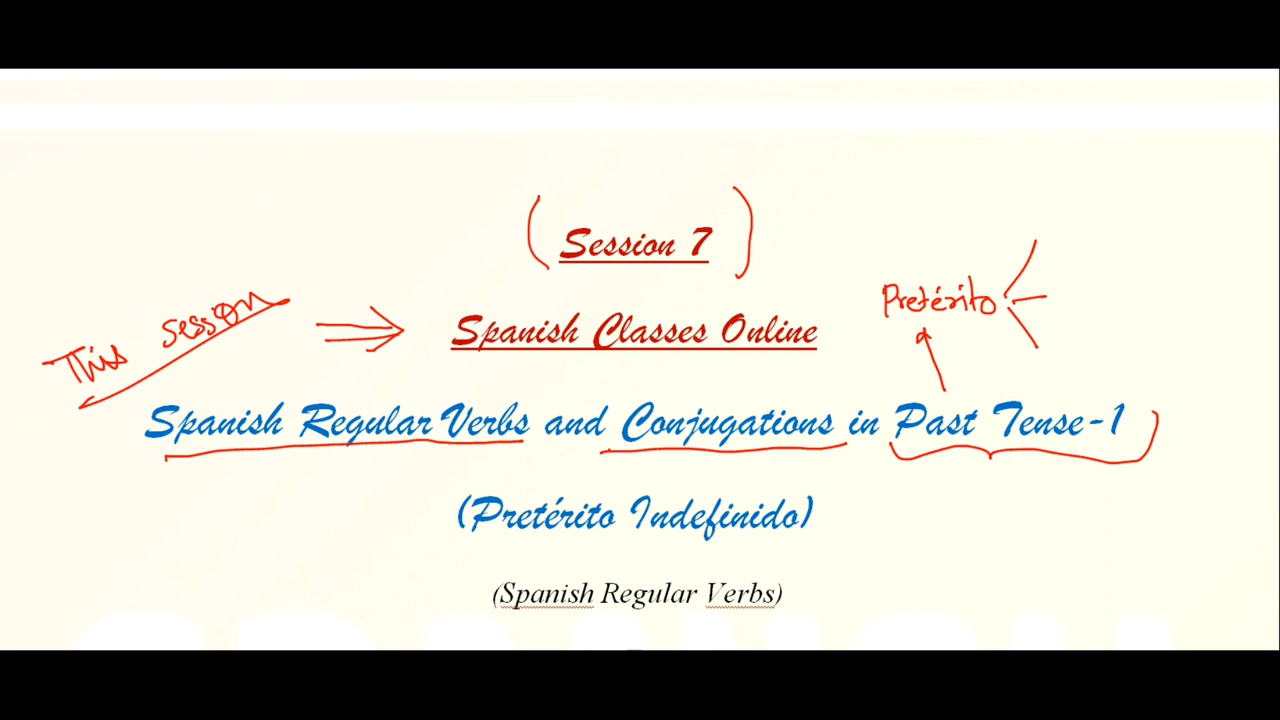 Session 7
This session
Pretérito
Spanish Classes Online
Spanish Regular Verbs and Conjugations in Past Tense-1
(Pretérito Indefinido)
(Spanish Regular Verbs)